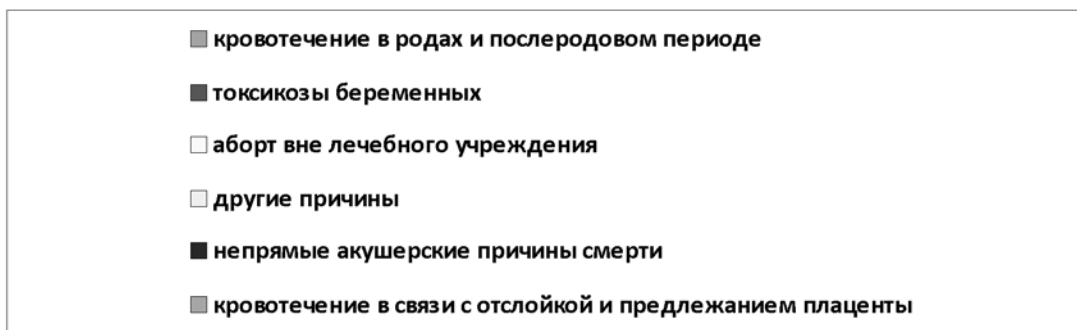 кровотечение в родах и послеродовом периоде
токсикозы беременных
аборт вне лечебного учреждения
другие причины
непрямые акушерские причины смерти
кровотечение в связи с отслойкой и предлежанием плаценты